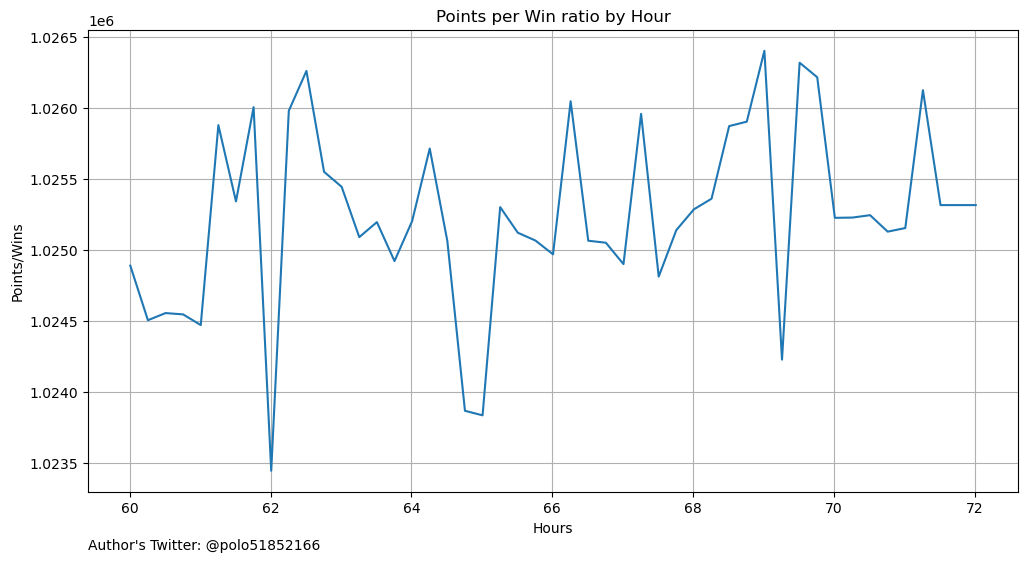 Points per Win ratio by Hour
1e6
1.0265
1.0260
1.0255
1.0250
1.0245
1.0240
1.0235
Points/Wins
60 62 64 66 68 70 72
Hours
Author's Twitter: @polo51852166